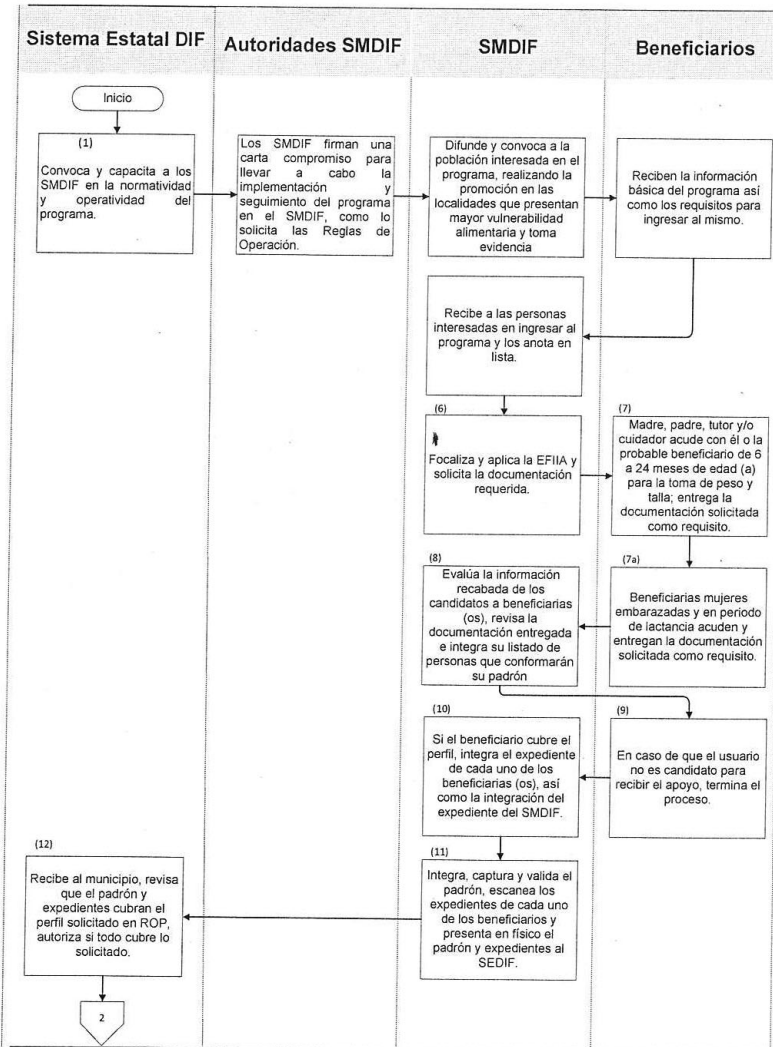 Sistema Estatal DIF
Autoridades SMDIF
SMDIF
Beneficiarios
Inicio
(1)
Convoca y capacita a los
SMDIF en la normatividad
y operatividad del
programa.
Los SMDIF firman una
carta compromiso para
llevar a cabo la
implementación y
seguimiento del programa
en el SMDIF, como lo
solicita las Reglas de
Operación.
Difunde y convoca a la
población interesada en el
programa, realizando la
promoción en las
localidades que presentan
mayor vulnerabilidad
alimentaria y toma
evidencia
Reciben la información
básica del programa así
como los requisitos para
ingresar al mismo.
Recibe a las personas
interesadas en ingresar al
programa y los anota en
lista.
(6)
Focaliza y aplica la EFIIA y
solicita la documentación
requerida.
(7)
Madre, padre, tutor y/o
cuidador acude con él o la
probable beneficiario de 6
a 24 meses de edad (a)
para la toma de peso y
talla; entrega la
documentación solicitada
como requisito.
(7a)
Beneficiarias mujeres
embarazadas y en periodo
de lactancia acuden y
entregan la documentación
solicitada como requisito.
(8)
Evalúa la información
recabada de los
candidatos a beneficiarias
(os), revisa la
documentación entregada
e integra su listado de
personas que conformarán
su padrón
(9)
En caso de que el usuario
no es candidato para
recibir el apoyo, termina el
proceso.
(10)
Si el beneficiario cubre el
perfil, integra el expediente
de cada uno de los
beneficiarias (os), así
como la integración del
expediente del SMDIF.
(11)
Integra, captura y valida el
padrón, escanea los
expedientes de cada uno
de los beneficiarios y
presenta en físico el
padrón y expedientes al
SEDIF.
(12)
Recibe al municipio, revisa
que el padrón y
expedientes cubran el
perfil solicitado en ROP,
autoriza si todo cubre lo
solicitado.
2